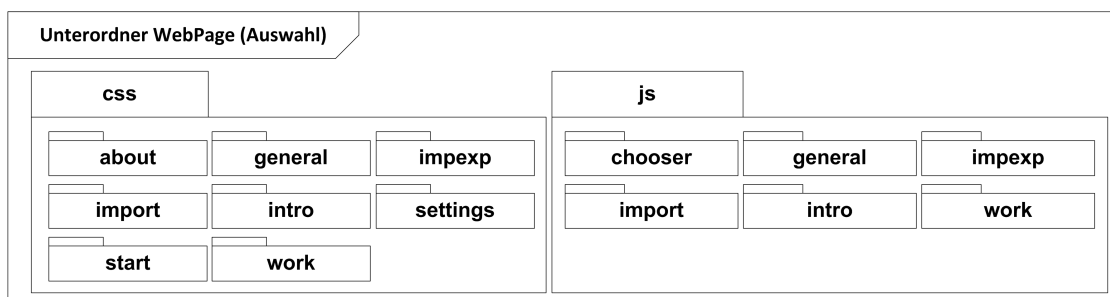 Unterordner WebPage (Auswahl)
css
about general impexp
import intro settings
start work
js
chooser general impexp
import intro work